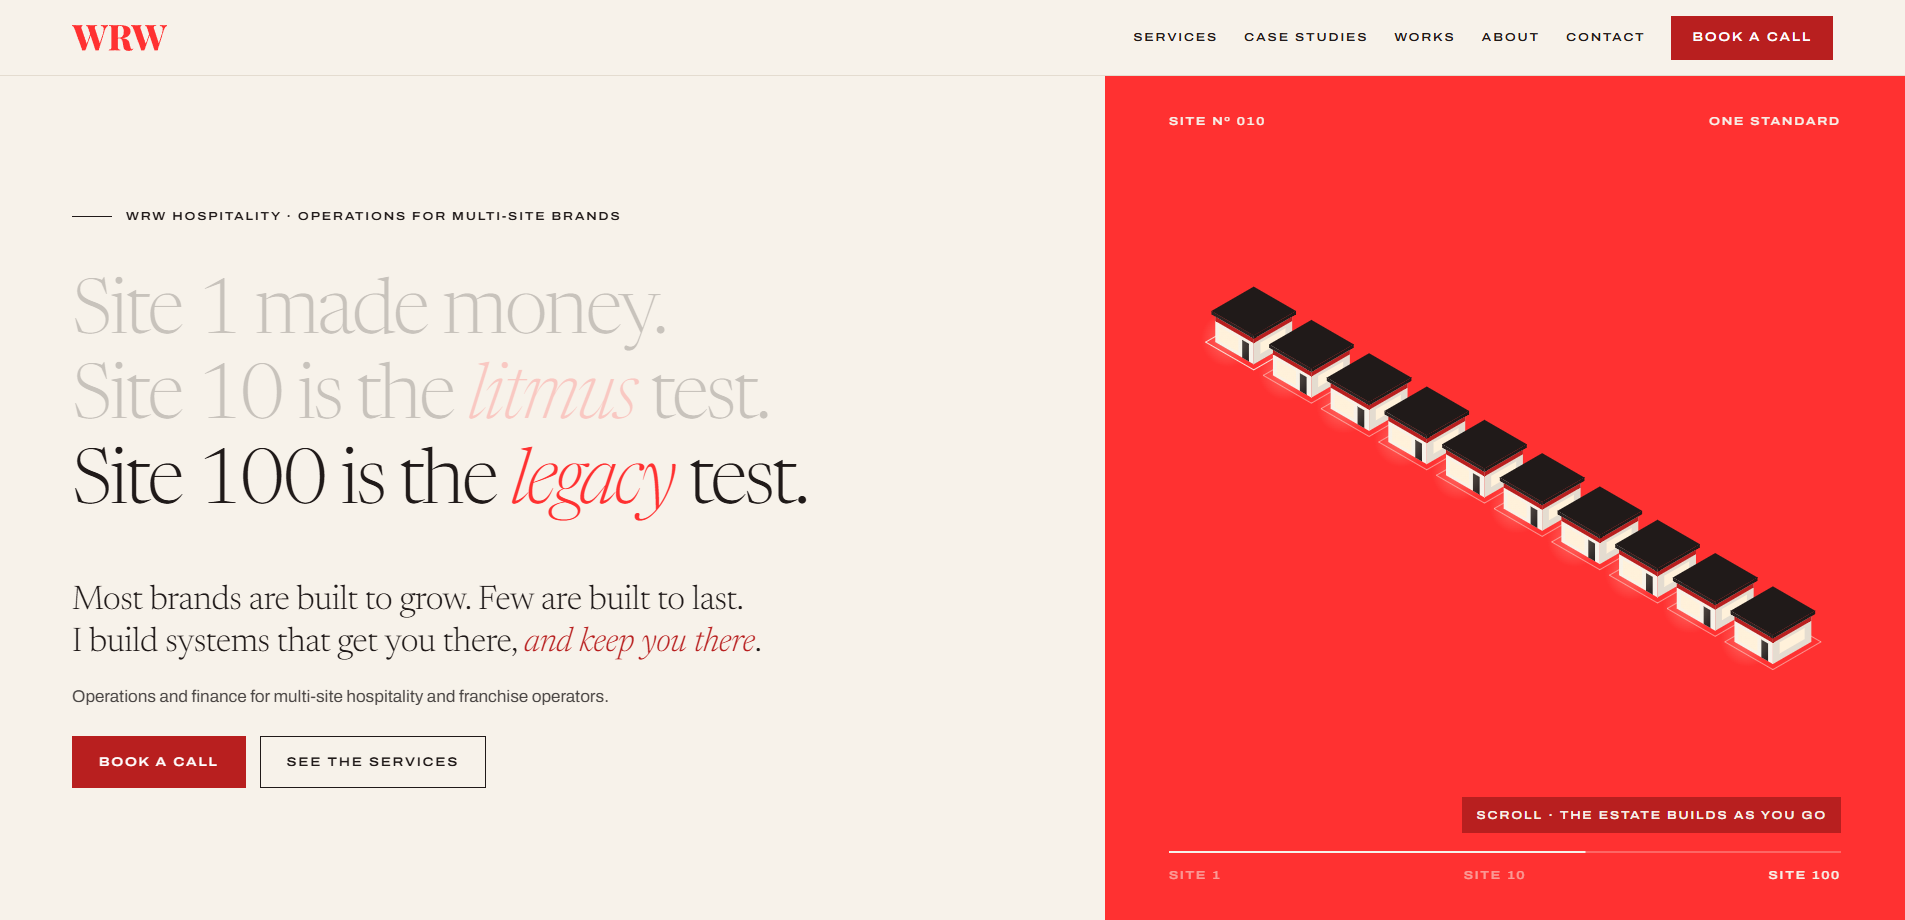 WRW
SERVICES
CASE STUDIES
WORKS
ABOUT
CONTACT
BOOK A CALL
WRW HOSPITALITY · OPERATIONS FOR MULTI-SITE BRANDS
Site 1 made money.
Site 10 is the litmus test.
Site 100 is the legacy test.
Most brands are built to grow. Few are built to last.
I build systems that get you there, and keep you there.
Operations and finance for multi-site hospitality and franchise operators.
BOOK A CALL
SEE THE SERVICES
SITE Nº 010
ONE STANDARD
SCROLL · THE ESTATE BUILDS AS YOU GO
SITE 1
SITE 10
SITE 100